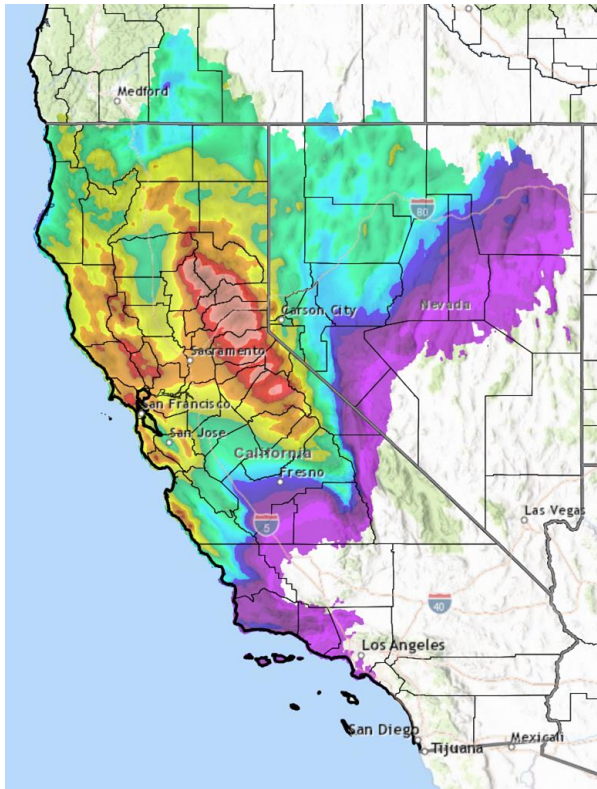 Medford
80
Nevada
Carson City
Sacramento
San Francisco
San Jose
California
Fresno
5
Las Vegas
40
Los Angeles
San Diego
Tijuana
Mexicali